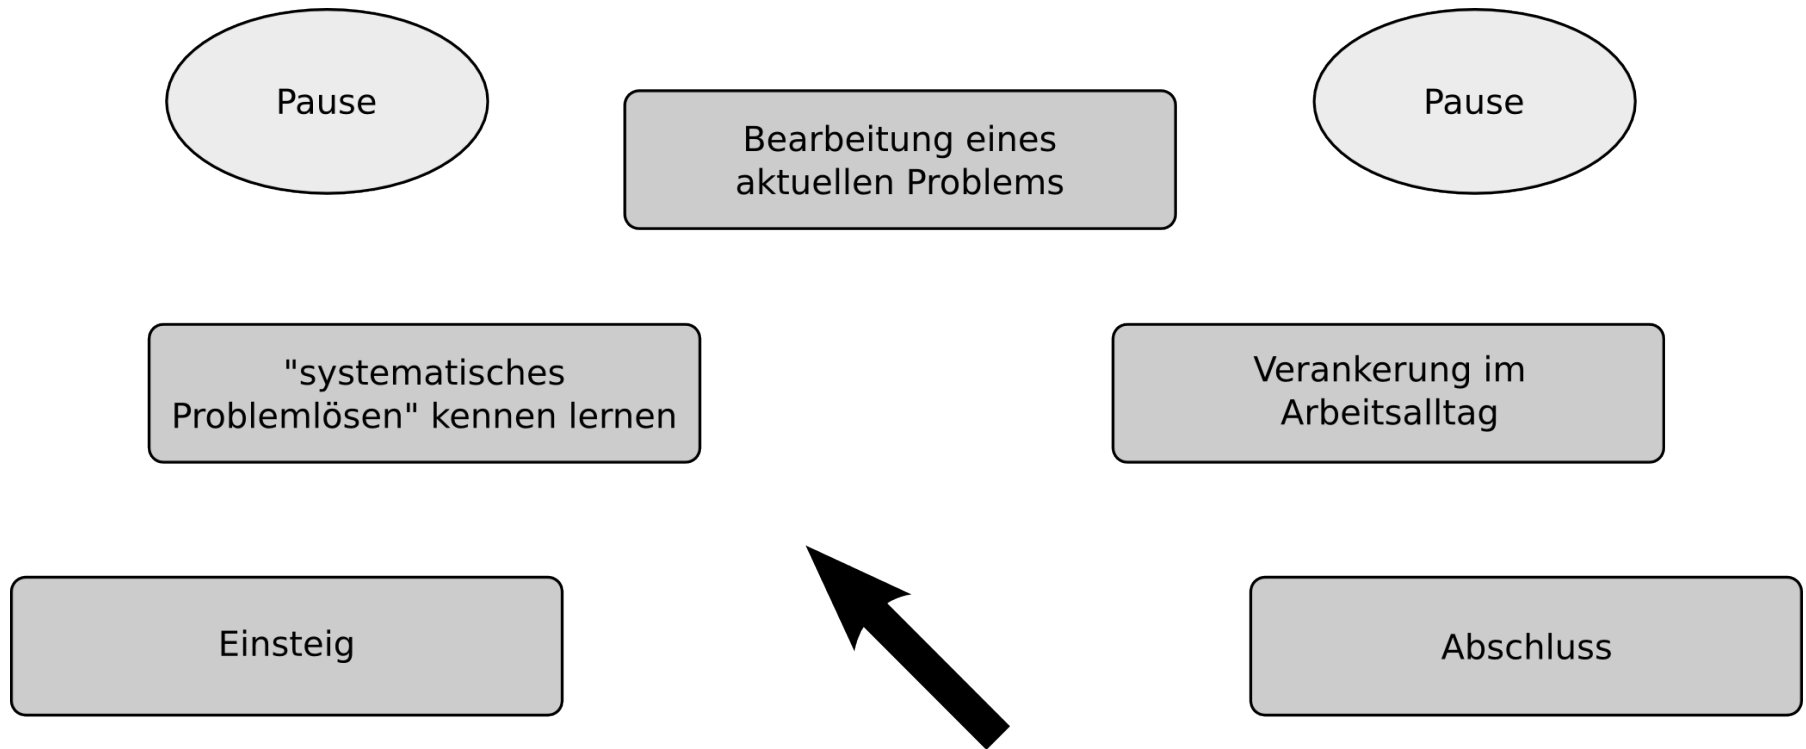 Pause
Pause
Bearbeitung eines
aktuellen Problems
"systematisches
Problemlösen" kennen lernen
Verankerung im
Arbeitsalltag
Einsteig
Abschluss